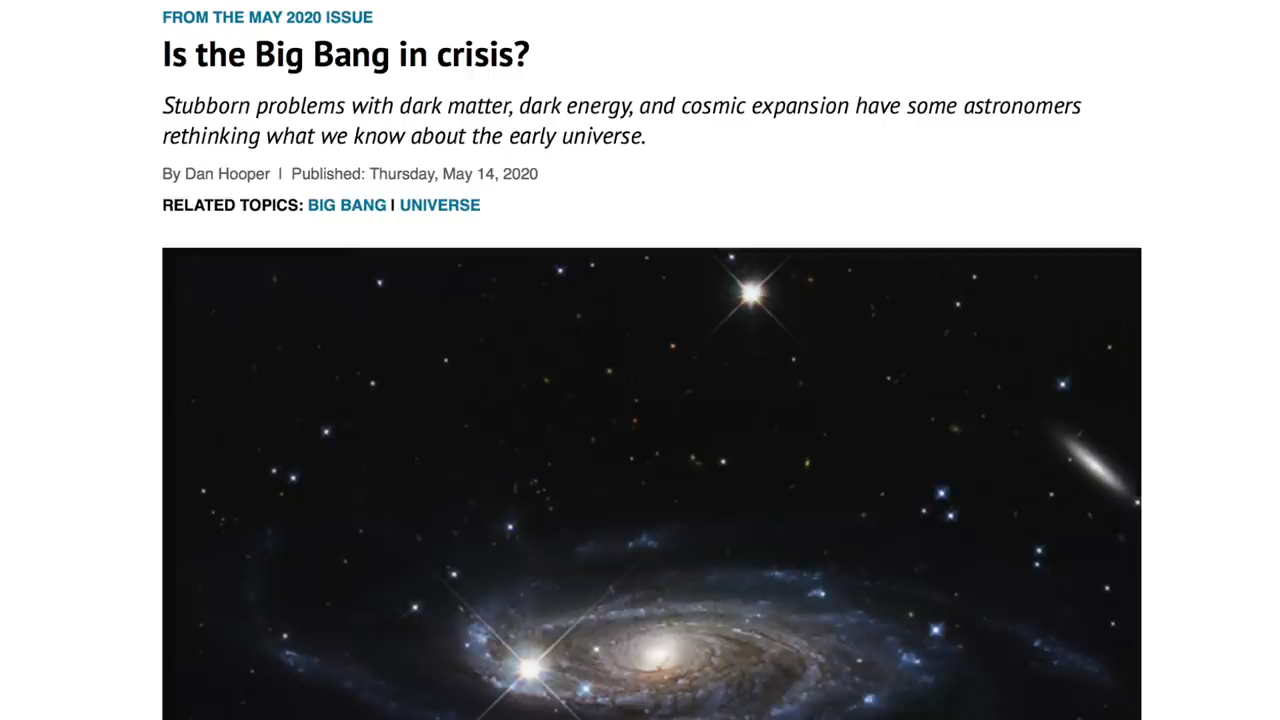 FROM THE MAY 2020 ISSUE
Is the Big Bang in crisis?
Stubborn problems with dark matter, dark energy, and cosmic expansion have some astronomers
rethinking what we know about the early universe.
By Dan Hooper | Published: Thursday, May 14, 2020
RELATED TOPICS: BIG BANG | UNIVERSE